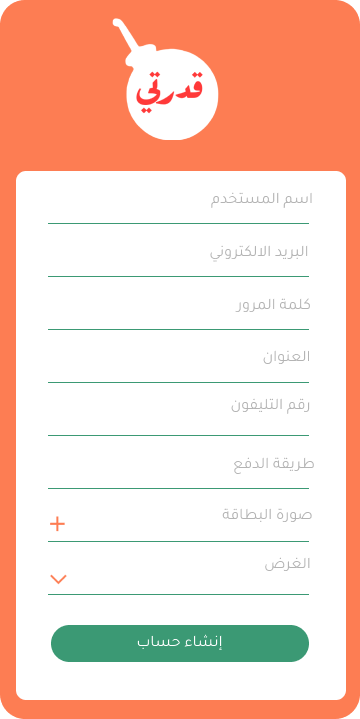 قدرتي
اسم المستخدم
البريد الالكتروني
كلمة المرور
العنوان
رقم التليفون
طريقة الدفع
صورة البطاقة
الغرض
إنشاء حساب